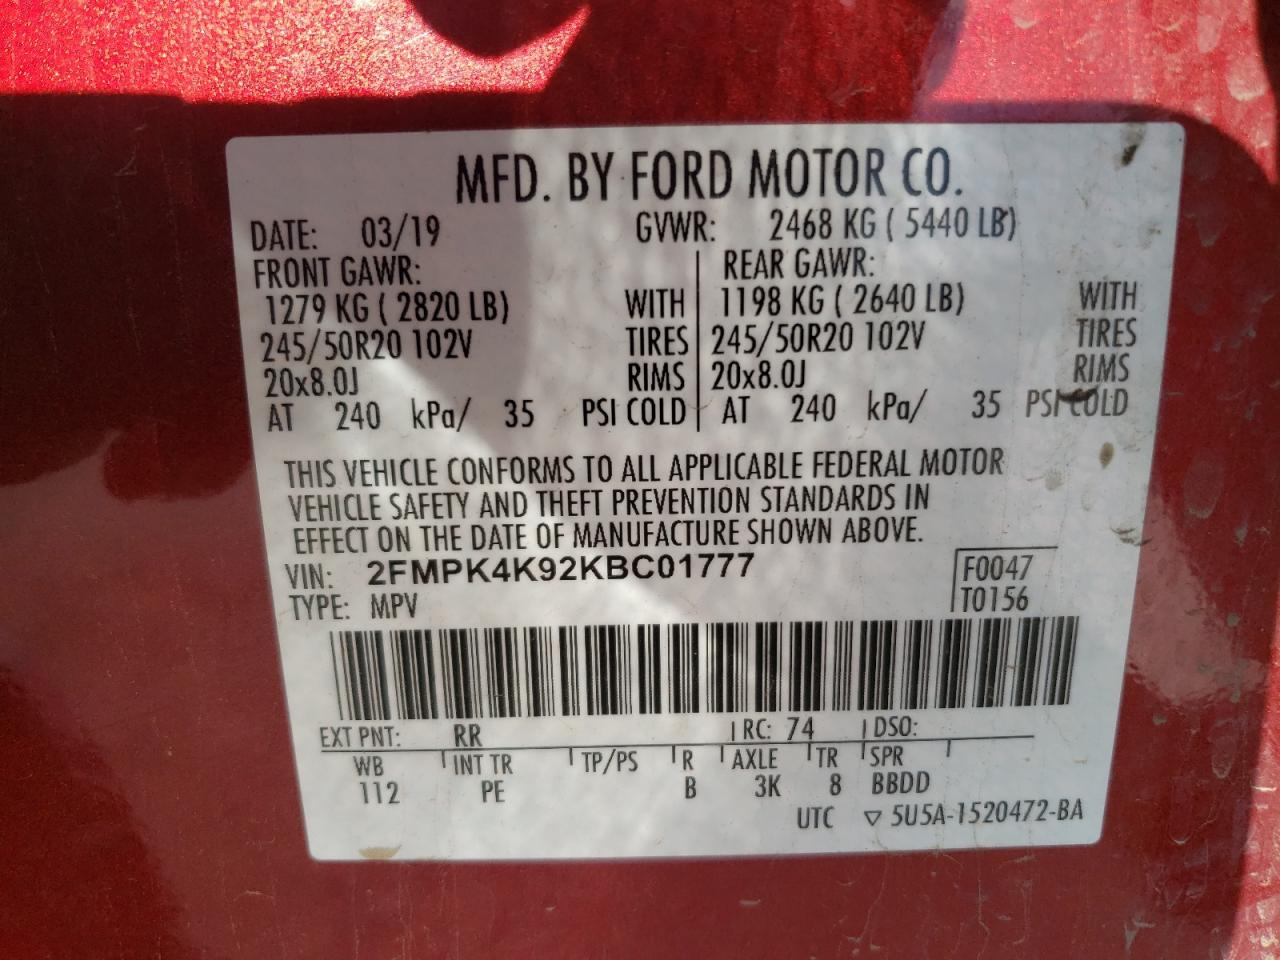 MFD. BY FORD MOTOR CO.
DATE: 03/19 GVWR: 2468 KG ( 5440 LB)
FRONT GAWR: REAR GAWR:
1279 KG ( 2820 LB) WITH 1198 KG ( 2640 LB) WITH
245/50R20 102V TIRES 245/50R20 102V TIRES
20x8.0J RIMS 20x8.0J RIMS
AT 240 kPa/ 35 PSI COLD AT 240 kPa/ 35 PSI COLD
THIS VEHICLE CONFORMS TO ALL APPLICABLE FEDERAL MOTOR
VEHICLE SAFETY AND THEFT PREVENTION STANDARDS IN
EFFECT ON THE DATE OF MANUFACTURE SHOWN ABOVE.
VIN: 2FMPK4K92KBC01777 F0047
TYPE: MPV T0156
EXT PNT: RR RC: 74 DSO:
WB INT TR TP/PS R AXLE TR SPR
112 PE B 3K 8 BBDD
UTC ▽ 5U5A-1520472-BA